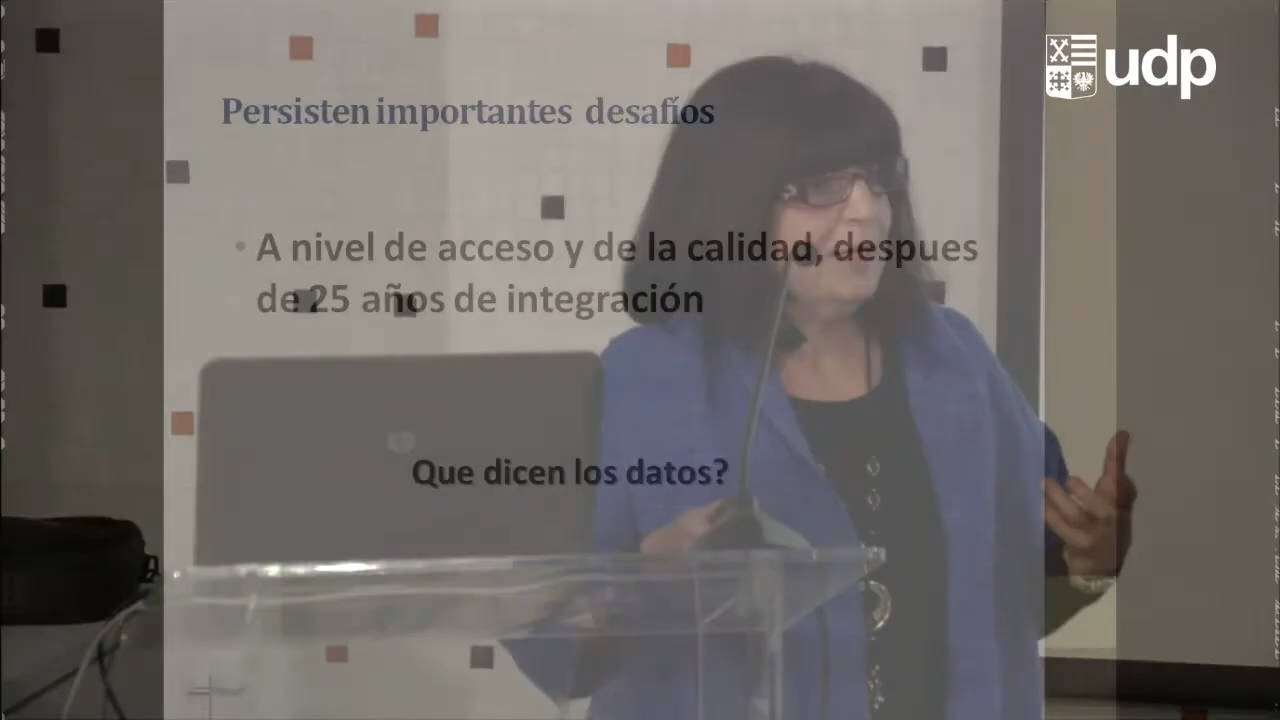 udp
Persisten importantes desafíos
• A nivel de acceso y de la calidad, despues
de 25 años de integración
Que dicen los datos?